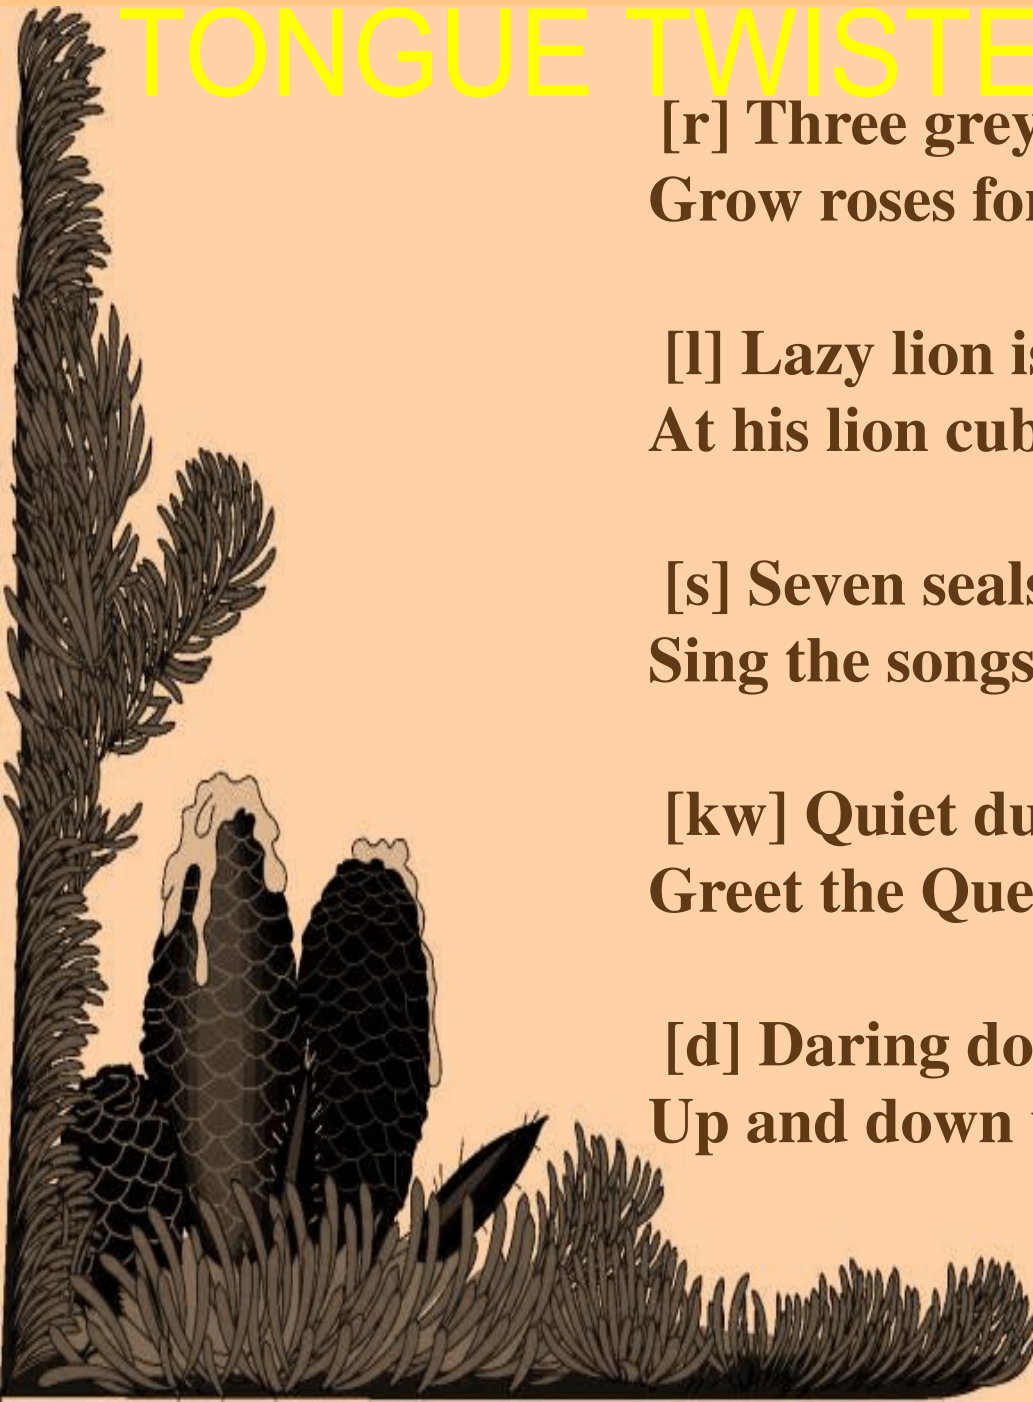 TONGUE TWISTE
[r] Three grey
Grow roses for
[l] Lazy lion is
At his lion cub
[s] Seven seals
Sing the songs
[kw] Quiet du
Greet the Que
[d] Daring do
Up and down